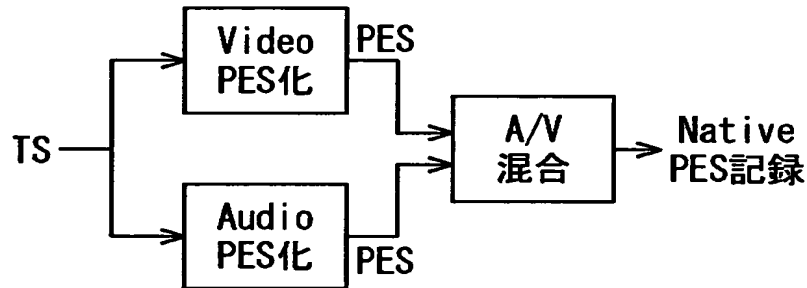 Video
PES化
PES
TS
A/V
混合
Native
PES記録
Audio
PES化
PES